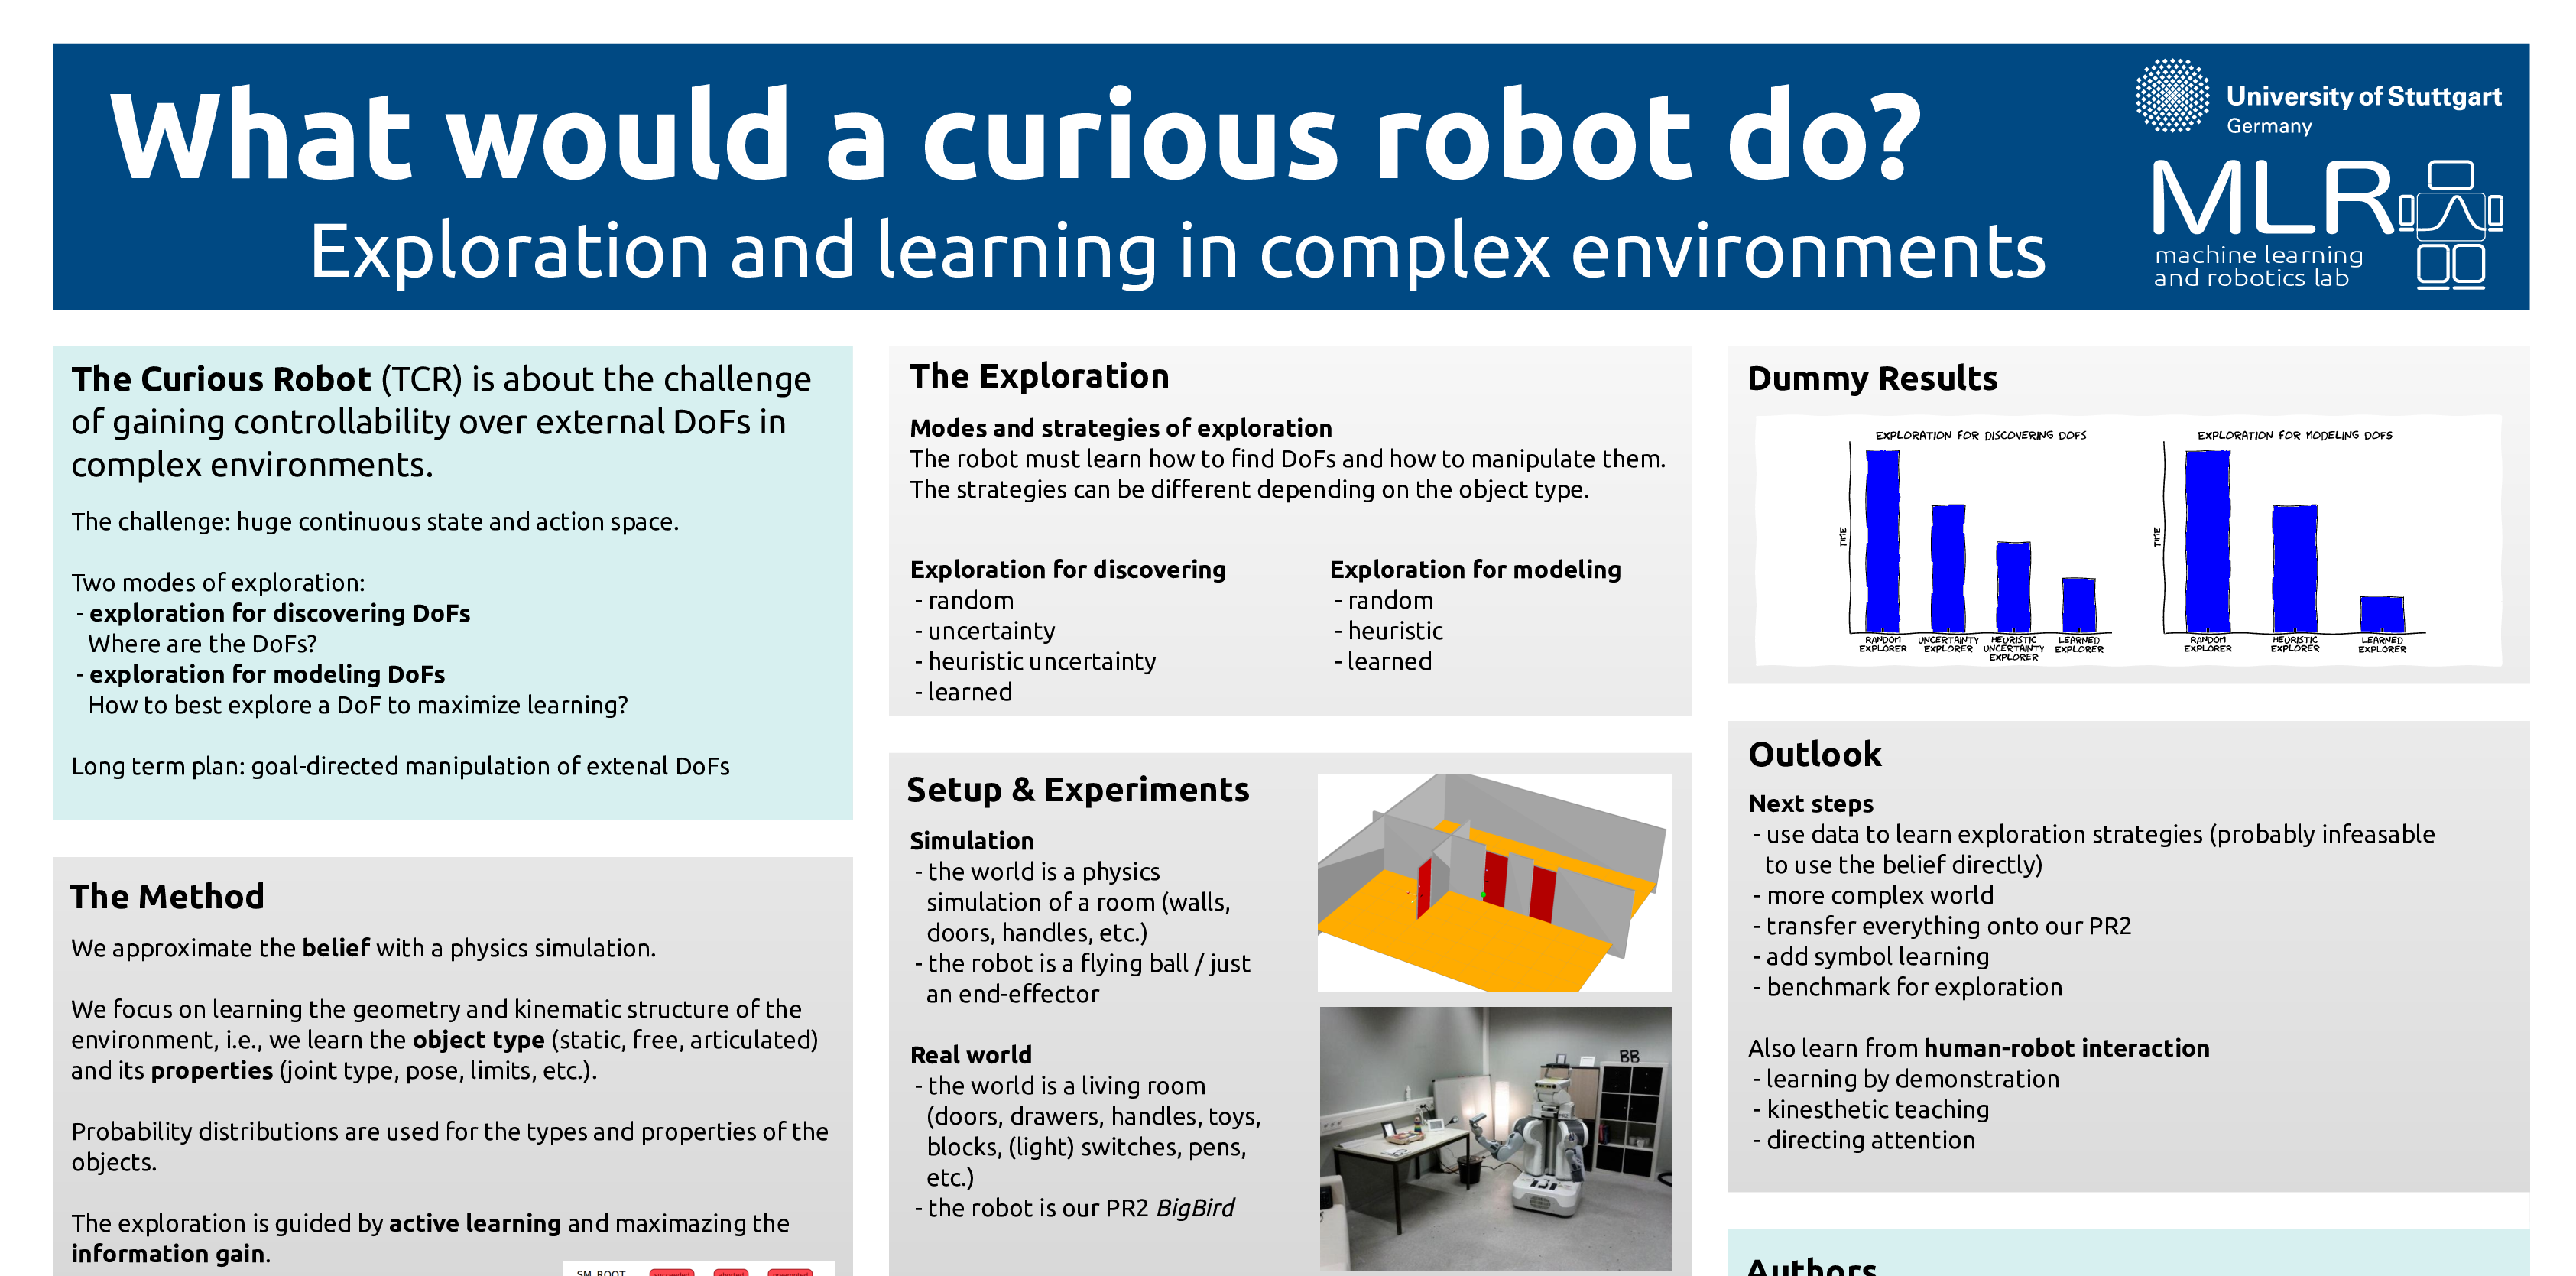 What would a curious robot do?
Exploration and learning in complex environments
University of Stuttgart
Germany
MLR
machine learning
and robotics lab
The Curious Robot (TCR) is about the challenge
of gaining controllability over external DoFs in
complex environments.
The challenge: huge continuous state and action space.
Two modes of exploration:
- exploration for discovering DoFs
Where are the DoFs?
- exploration for modeling DoFs
How to best explore a DoF to maximize learning?
Long term plan: goal-directed manipulation of extenal DoFs
The Method
We approximate the belief with a physics simulation.
We focus on learning the geometry and kinematic structure of the
environment, i.e., we learn the object type (static, free, articulated)
and its properties (joint type, pose, limits, etc.).
Probability distributions are used for the types and properties of the
objects.
The exploration is guided by active learning and maximazing the
information gain.
SM_ROOT
succeeded
aborted
preempted
The Exploration
Modes and strategies of exploration
The robot must learn how to find DoFs and how to manipulate them.
The strategies can be different depending on the object type.
Exploration for discovering
- random
- uncertainty
- heuristic uncertainty
- learned
Exploration for modeling
- random
- heuristic
- learned
Setup & Experiments
Simulation
- the world is a physics
simulation of a room (walls,
doors, handles, etc.)
- the robot is a flying ball / just
an end-effector
Real world
- the world is a living room
(doors, drawers, handles, toys,
blocks, (light) switches, pens,
etc.)
- the robot is our PR2 BigBird
BB
Dummy Results
EXPLORATION FOR DISCOVERING DOFS
TIME
RANDOM
EXPLORER
UNCERTAINTY
EXPLORER
HEURISTIC
UNCERTAINTY
EXPLORER
LEARNED
EXPLORER
EXPLORATION FOR MODELING DOFS
TIME
RANDOM
EXPLORER
HEURISTIC
EXPLORER
LEARNED
EXPLORER
Outlook
Next steps
- use data to learn exploration strategies (probably infeasable
to use the belief directly)
- more complex world
- transfer everything onto our PR2
- add symbol learning
- benchmark for exploration
Also learn from human-robot interaction
- learning by demonstration
- kinesthetic teaching
- directing attention
Authors